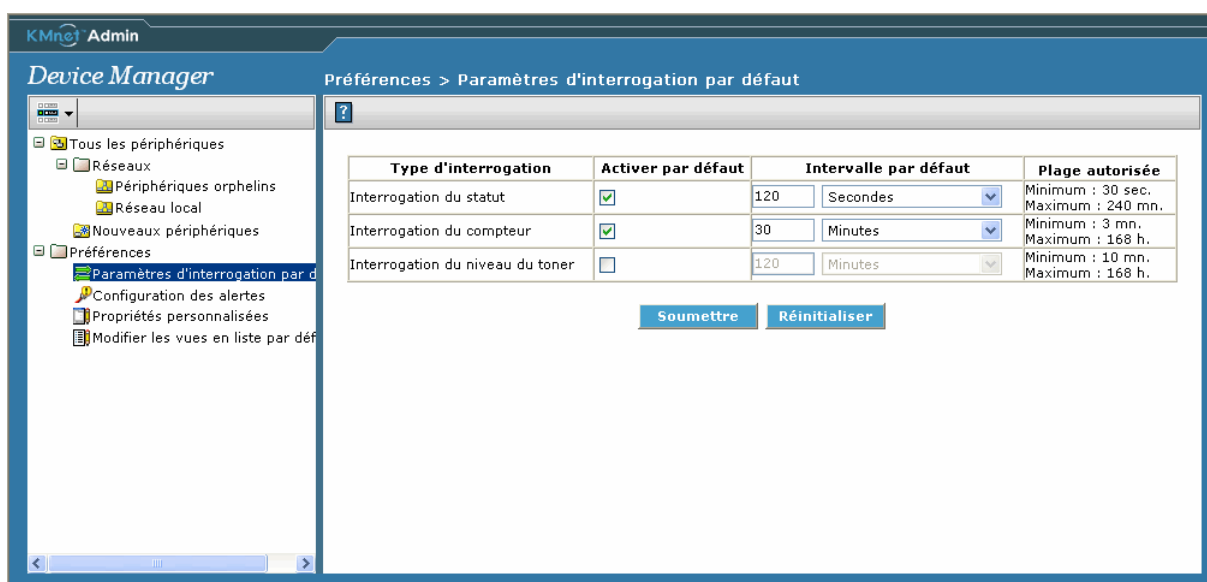 KMnet Admin
Device Manager
Préférences > Paramètres d'interrogation par défaut
?
Tous les périphériques
Réseaux
Périphériques orphelins
Réseau local
Nouveaux périphériques
Préférences
Paramètres d'interrogation par d
Configuration des alertes
Propriétés personnalisées
Modifier les vues en liste par déf
Type d'interrogation Activer par défaut Intervalle par défaut Plage autorisée
Interrogation du statut 120 Secondes Minimum : 30 sec.
Maximum : 240 mn.
Interrogation du compteur 30 Minutes Minimum : 3 mn.
Maximum : 168 h.
Interrogation du niveau du toner 120 Minutes Minimum : 10 mn.
Maximum : 168 h.
Soumettre Réinitialiser